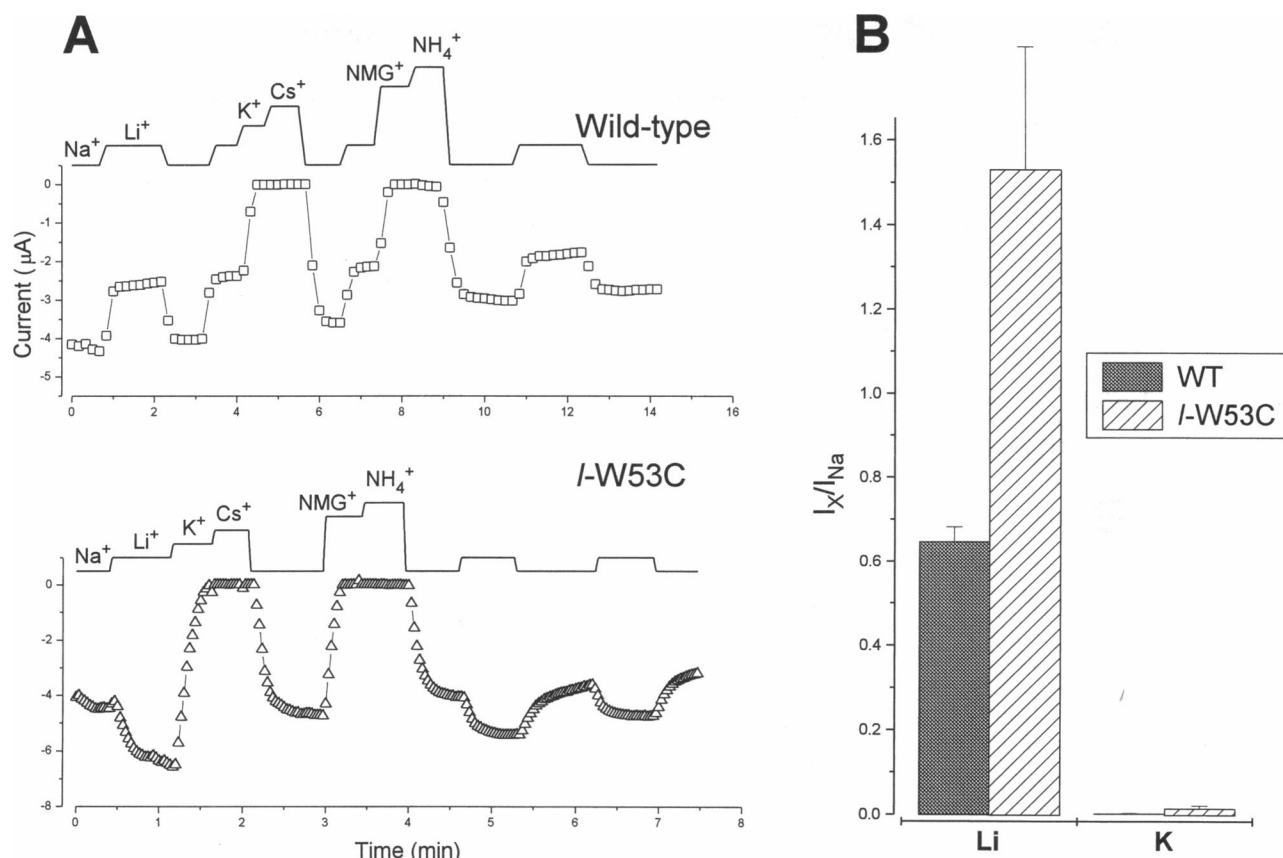 A
NH₄⁺
NMG⁺
Cs⁺
K⁺
Li⁺
Na⁺
Wild-type
0
-1
-2
-3
-4
-5
Current (μA)
0 2 4 6 8 10 12 14 16
l-W53C
NH₄⁺
NMG⁺
Cs⁺
K⁺
Li⁺
Na⁺
0
-2
-4
-6
-8
0 1 2 3 4 5 6 7 8
Time (min)
B
1.6
1.4
1.2
1.0
0.8
0.6
0.4
0.2
0.0
I_X/I_Na
WT
l-W53C
Li K